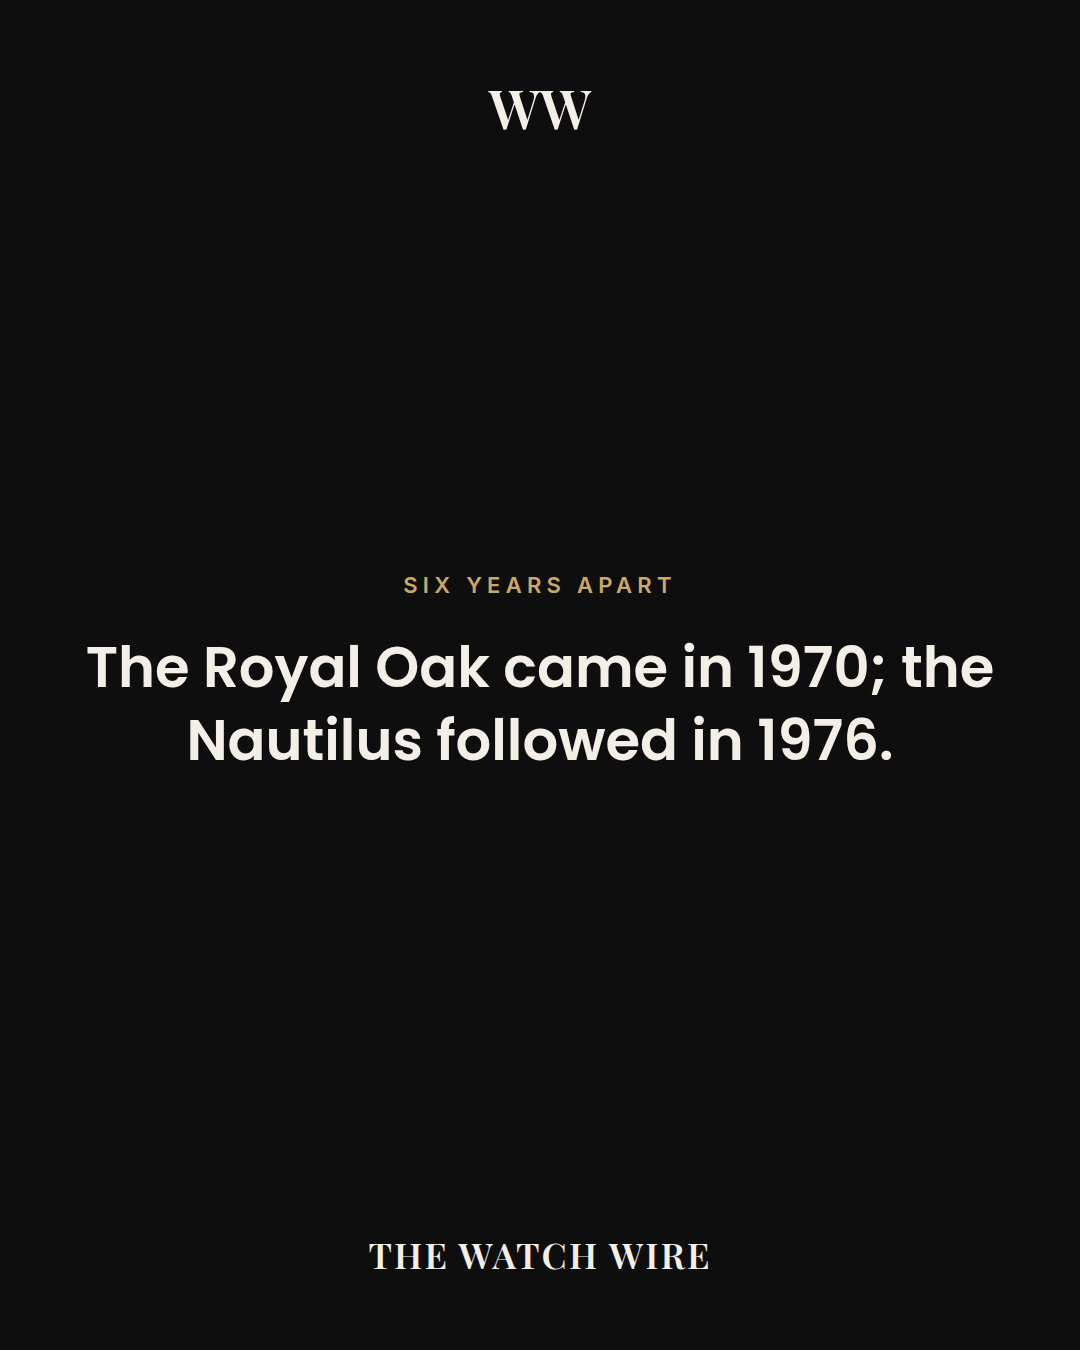 WW
SIX YEARS APART
The Royal Oak came in 1970; the
Nautilus followed in 1976.
THE WATCH WIRE